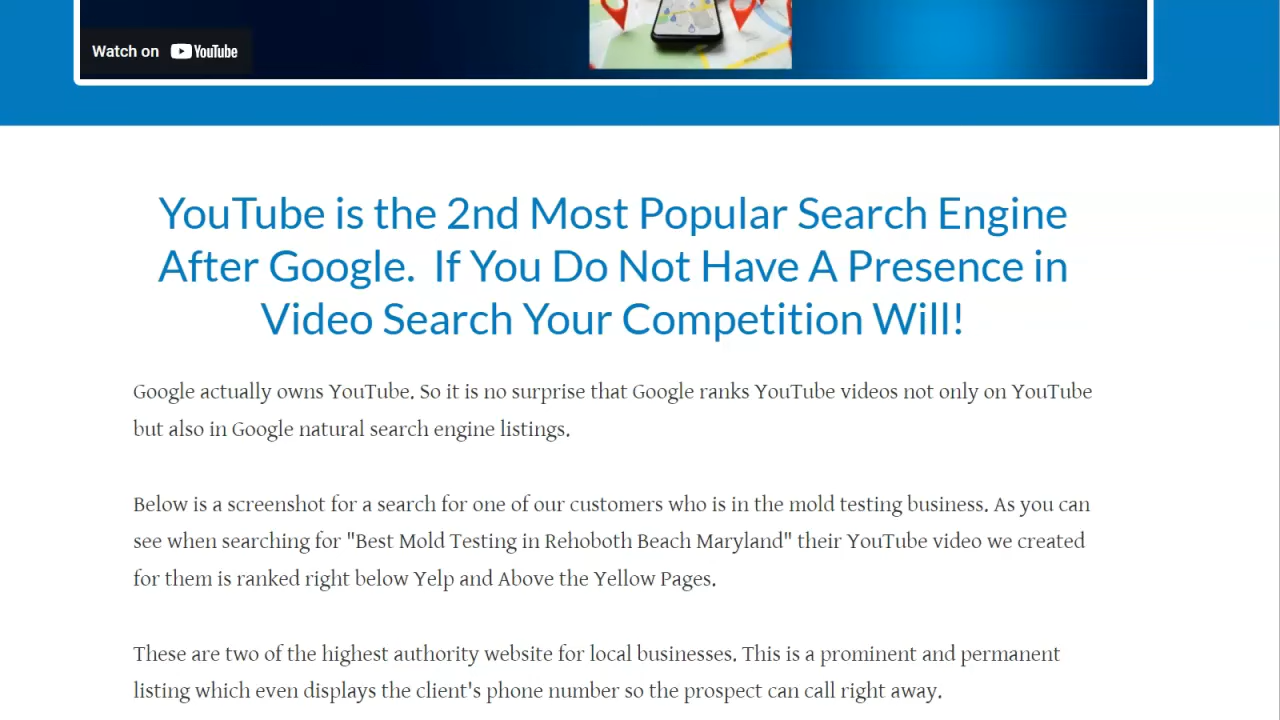 Watch on YouTube
YouTube is the 2nd Most Popular Search Engine
After Google.  If You Do Not Have A Presence in
Video Search Your Competition Will!
Google actually owns YouTube. So it is no surprise that Google ranks YouTube videos not only on YouTube
but also in Google natural search engine listings.
Below is a screenshot for a search for one of our customers who is in the mold testing business. As you can
see when searching for "Best Mold Testing in Rehoboth Beach Maryland" their YouTube video we created
for them is ranked right below Yelp and Above the Yellow Pages.
These are two of the highest authority website for local businesses. This is a prominent and permanent
listing which even displays the client's phone number so the prospect can call right away.